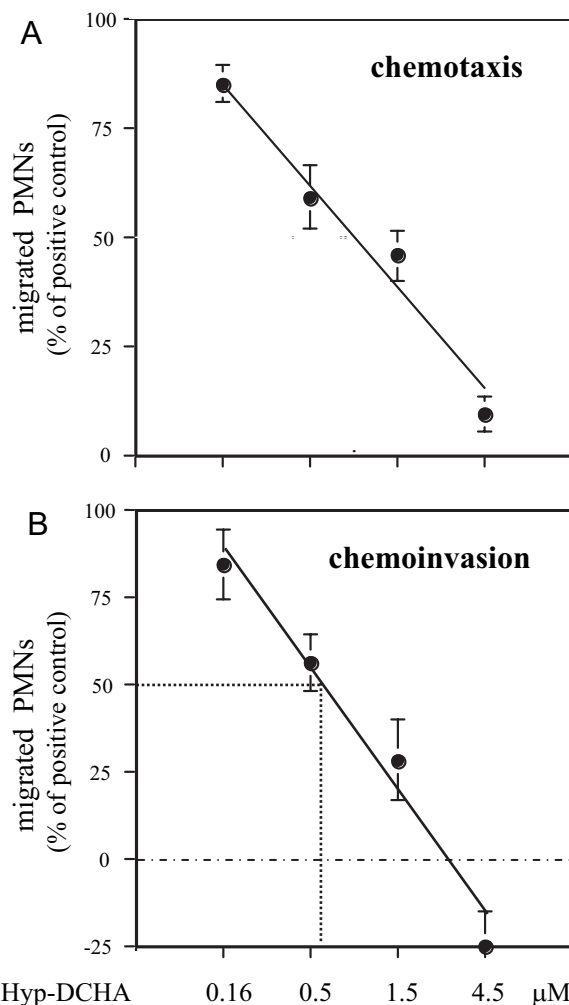 A
chemotaxis
migrated PMNs
(% of positive control)
100
75
50
25
0
B
chemoinvasion
migrated PMNs
(% of positive control)
100
75
50
25
0
-25
Hyp-DCHA 0.16 0.5 1.5 4.5 μM